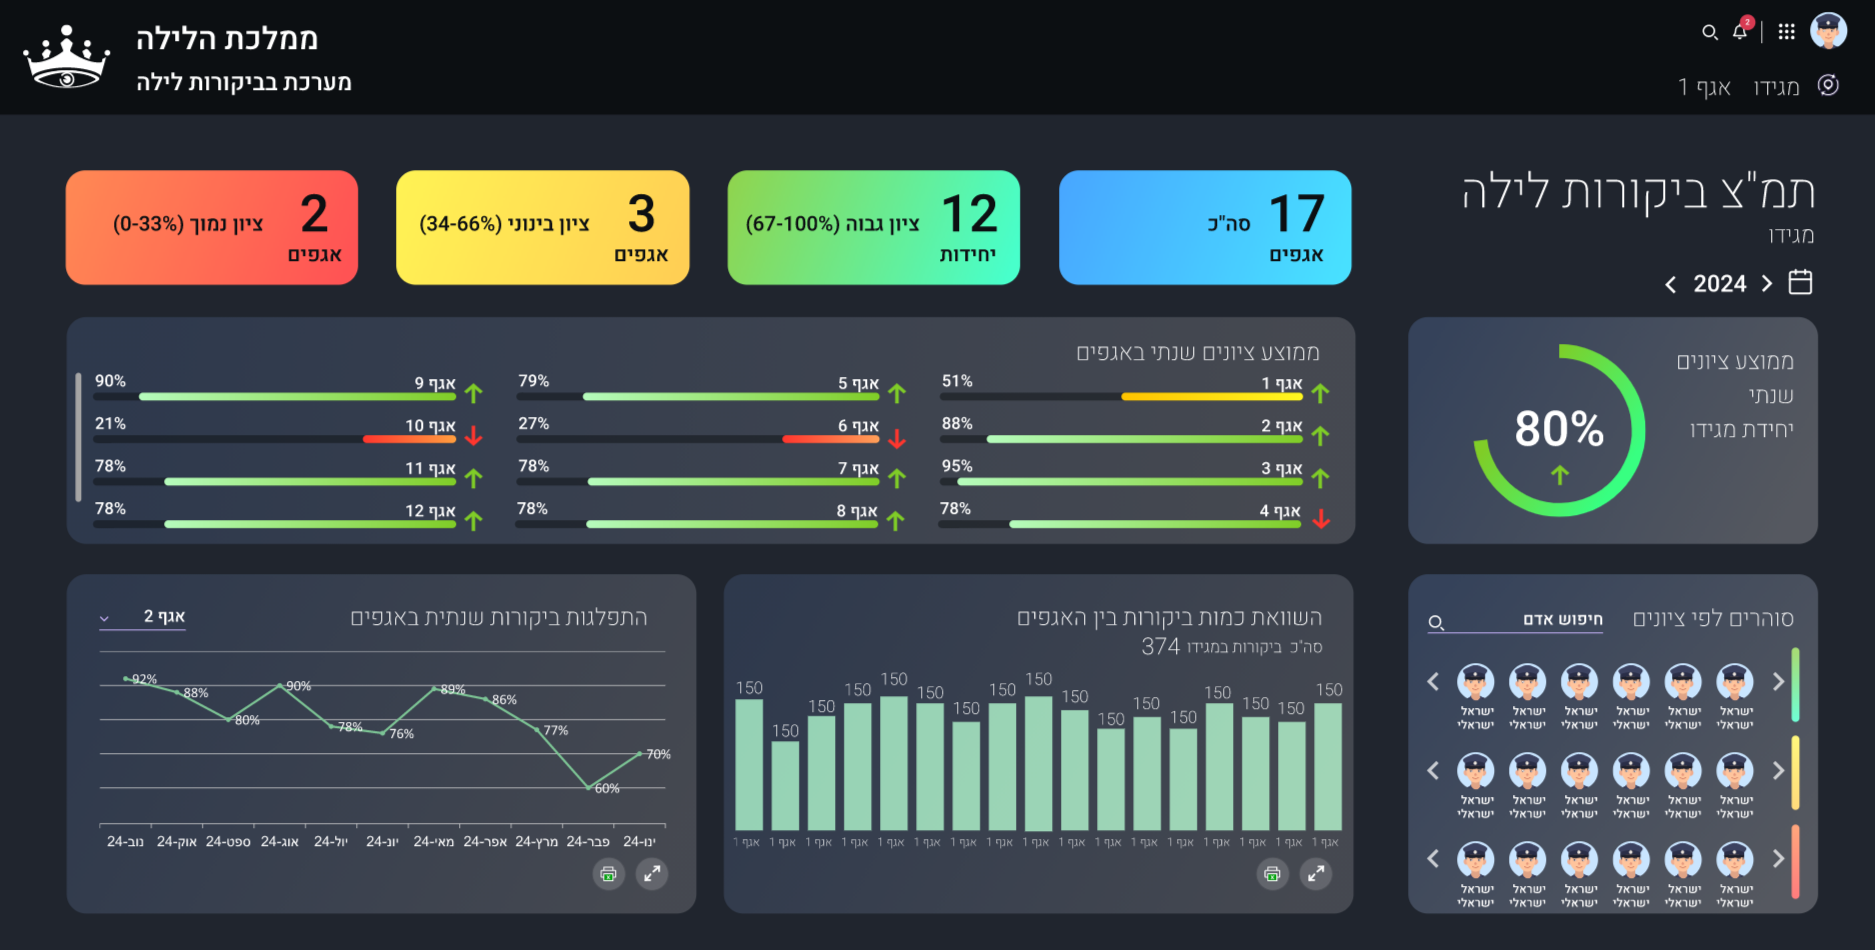 ממלכת הלילה
מערכת בביקורות לילה
2
מגידו אגף 1
תמ"צ ביקורות לילה
מגידו
2024
17 סה"כ
אגפים
12 ציון גבוה (67-100%)
יחידות
3 ציון בינוני (34-66%)
אגפים
2 ציון נמוך (0-33%)
אגפים
ממוצע ציונים
שנתי
יחידת מגידו
80%
ממוצע ציונים שנתי באגפים
אגף 1 51%
אגף 2 88%
אגף 3 95%
אגף 4 78%
אגף 5 79%
אגף 6 27%
אגף 7 78%
אגף 8 78%
אגף 9 90%
אגף 10 21%
אגף 11 78%
אגף 12 78%
סוהרים לפי ציונים חיפוש אדם
ישראל ישראל ישראל ישראל ישראל ישראל
ישראלי ישראלי ישראלי ישראלי ישראלי ישראלי
ישראל ישראל ישראל ישראל ישראל ישראל
ישראלי ישראלי ישראלי ישראלי ישראלי ישראלי
ישראל ישראל ישראל ישראל ישראל ישראל
ישראלי ישראלי ישראלי ישראלי ישראלי ישראלי
השוואת כמות ביקורות בין האגפים
סה"כ ביקורות במגידו 374
150 150 150 150 150 150 150 150 150 150 150 150 150 150 150 150 150
אגף 1 אגף 1 אגף 1 אגף 1 אגף 1 אגף 1 אגף 1 אגף 1 אגף 1 אגף 1 אגף 1 אגף 1 אגף 1 אגף 1 אגף 1 אגף 1 אגף 1
התפלגות ביקורות שנתית באגפים אגף 2
92% 88% 80% 90% 78% 76% 89% 86% 77% 60% 70%
ינו-24 פבר-24 מרץ-24 אפר-24 מאי-24 יונ-24 יול-24 אוג-24 ספט-24 אוק-24 נוב-24